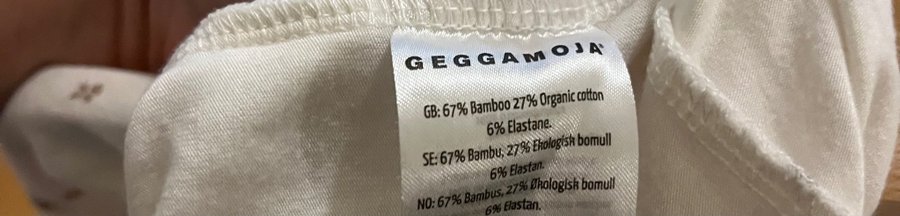 GEGGAMOJA
GB: 67% Bamboo 27% Organic cotton
6% Elastane.
SE: 67% Bambu, 27% Ekologisk bomull
6% Elastan.
NO: 67% Bambus, 27% Økologisk bomull
6% Elastan.